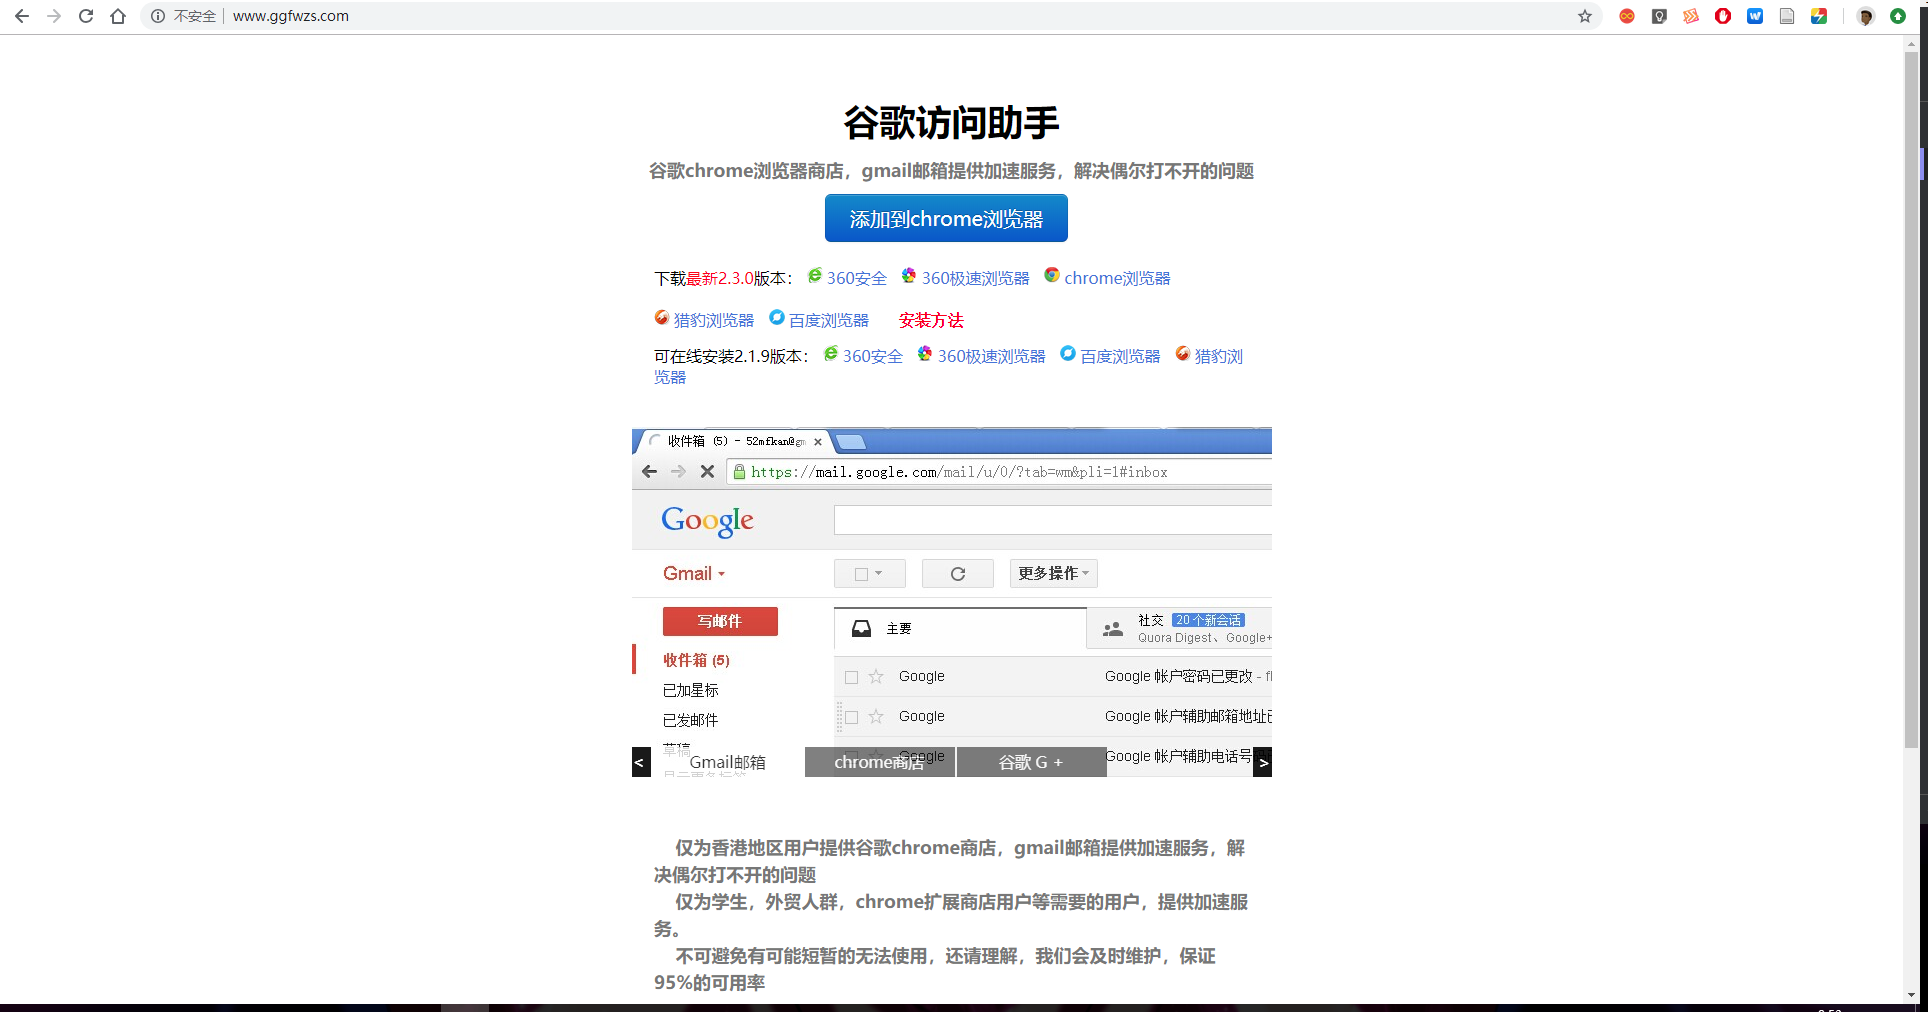 不安全 www.ggfwzs.com
谷歌访问助手
谷歌chrome浏览器商店，gmail邮箱提供加速服务，解决偶尔打不开的问题
添加到chrome浏览器
下载最新2.3.0版本： 360安全 360极速浏览器 chrome浏览器
猎豹浏览器 百度浏览器 安装方法
可在线安装2.1.9版本： 360安全 360极速浏览器 百度浏览器 猎豹浏
览器
收件箱 (5) - 52mfkan@gm
https://mail.google.com/mail/u/0/?tab=wm&pli=1#inbox
Google
Gmail
更多操作
写邮件
主要
社交 20 个新会话
Quora Digest、Google+
收件箱 (5)
Google Google 帐户密码已更改 - fl
已加星标
已发邮件
Google Google 帐户辅助邮箱地址已
草稿
Google Google 帐户辅助电话号
< Gmail邮箱 chrome商店 谷歌 G + >
仅为香港地区用户提供谷歌chrome商店，gmail邮箱提供加速服务，解
决偶尔打不开的问题
仅为学生，外贸人群，chrome扩展商店用户等需要的用户，提供加速服
务。
不可避免有可能短暂的无法使用，还请理解，我们会及时维护，保证
95%的可用率